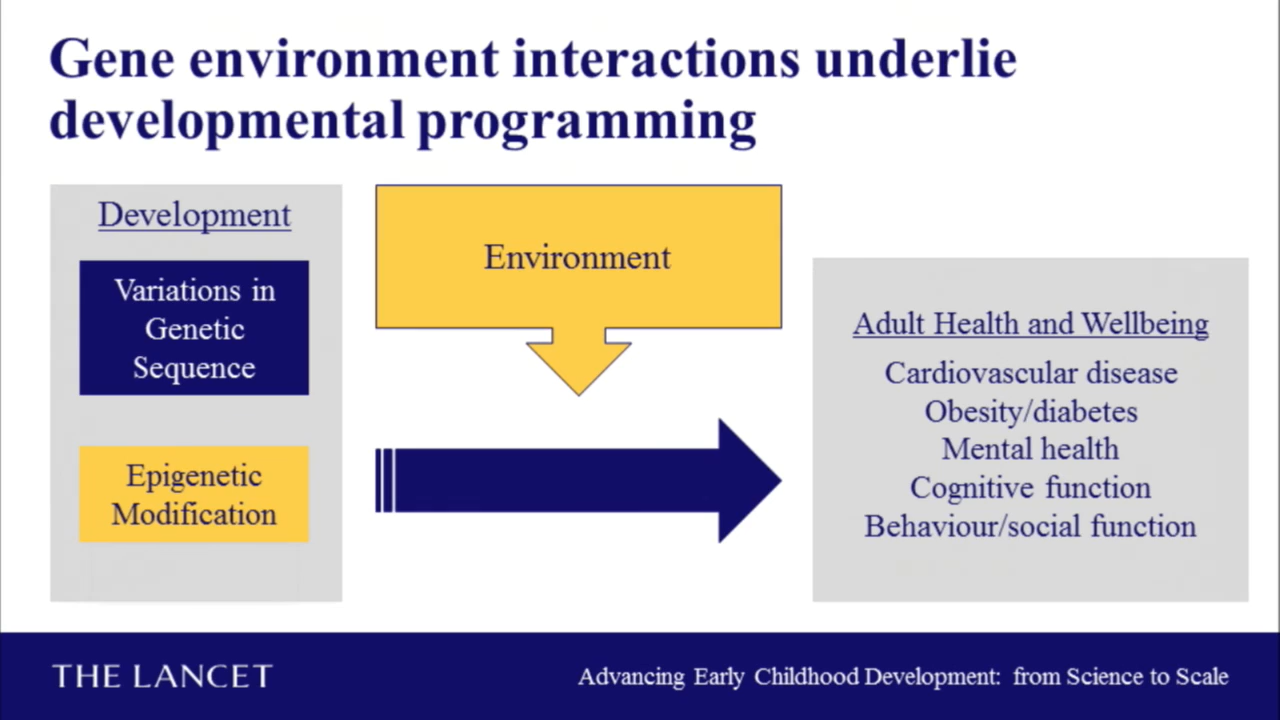 Gene environment interactions underlie
developmental programming
Development
Variations in
Genetic
Sequence
Epigenetic
Modification
Environment
Adult Health and Wellbeing
Cardiovascular disease
Obesity/diabetes
Mental health
Cognitive function
Behaviour/social function
THE LANCET
Advancing Early Childhood Development: from Science to Scale